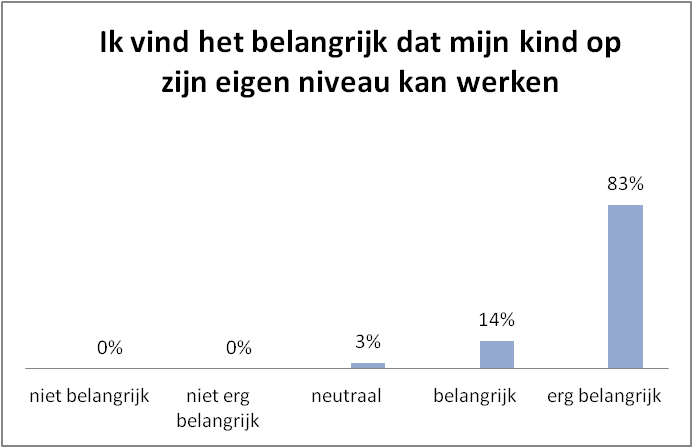 Ik vind het belangrijk dat mijn kind op
zijn eigen niveau kan werken
83%
14%
3%
0%
0%
niet belangrijk
niet erg
belangrijk
neutraal
belangrijk
erg belangrijk